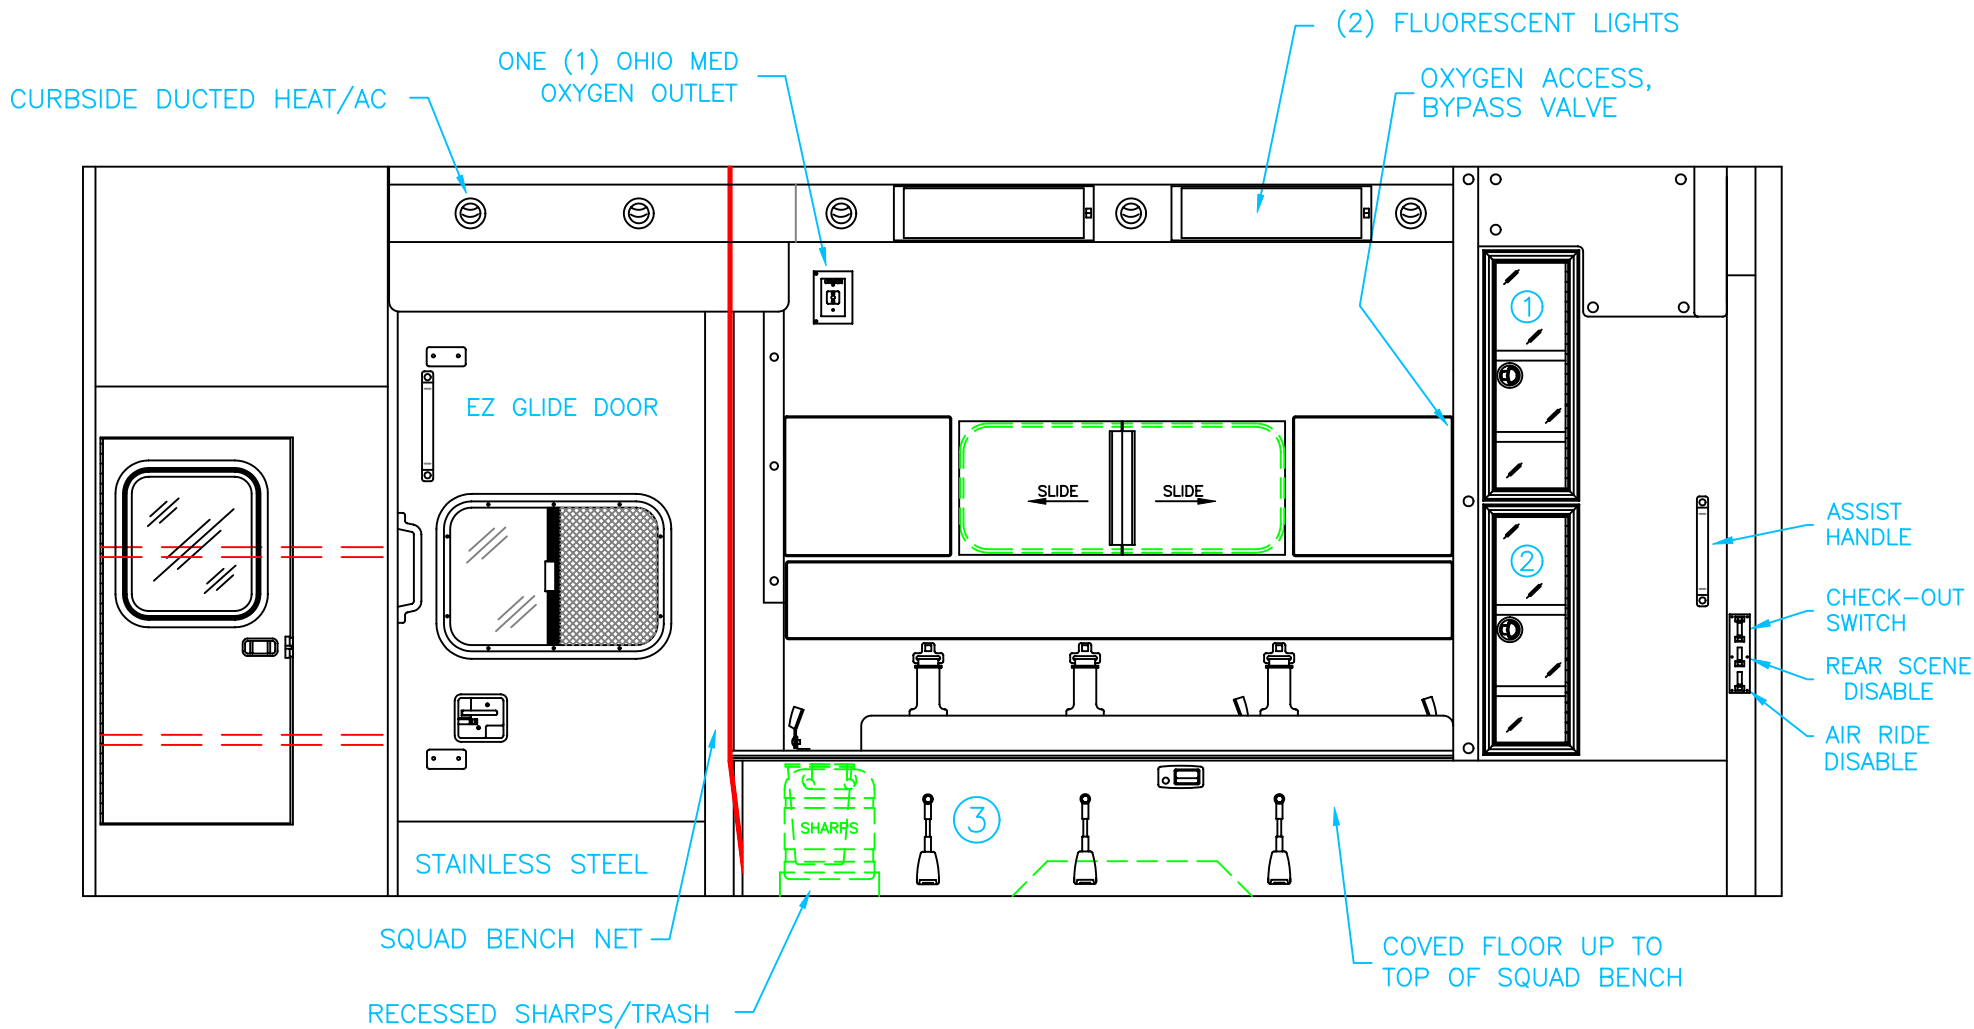 (2) FLUORESCENT LIGHTS
ONE (1) OHIO MED
OXYGEN OUTLET
OXYGEN ACCESS,
BYPASS VALVE
CURBSIDE DUCTED HEAT/AC
1
EZ GLIDE DOOR
SLIDE
SLIDE
2
ASSIST
HANDLE
CHECK-OUT
SWITCH
REAR SCENE
DISABLE
AIR RIDE
DISABLE
SHARPS
3
STAINLESS STEEL
SQUAD BENCH NET
COVED FLOOR UP TO
TOP OF SQUAD BENCH
RECESSED SHARPS/TRASH